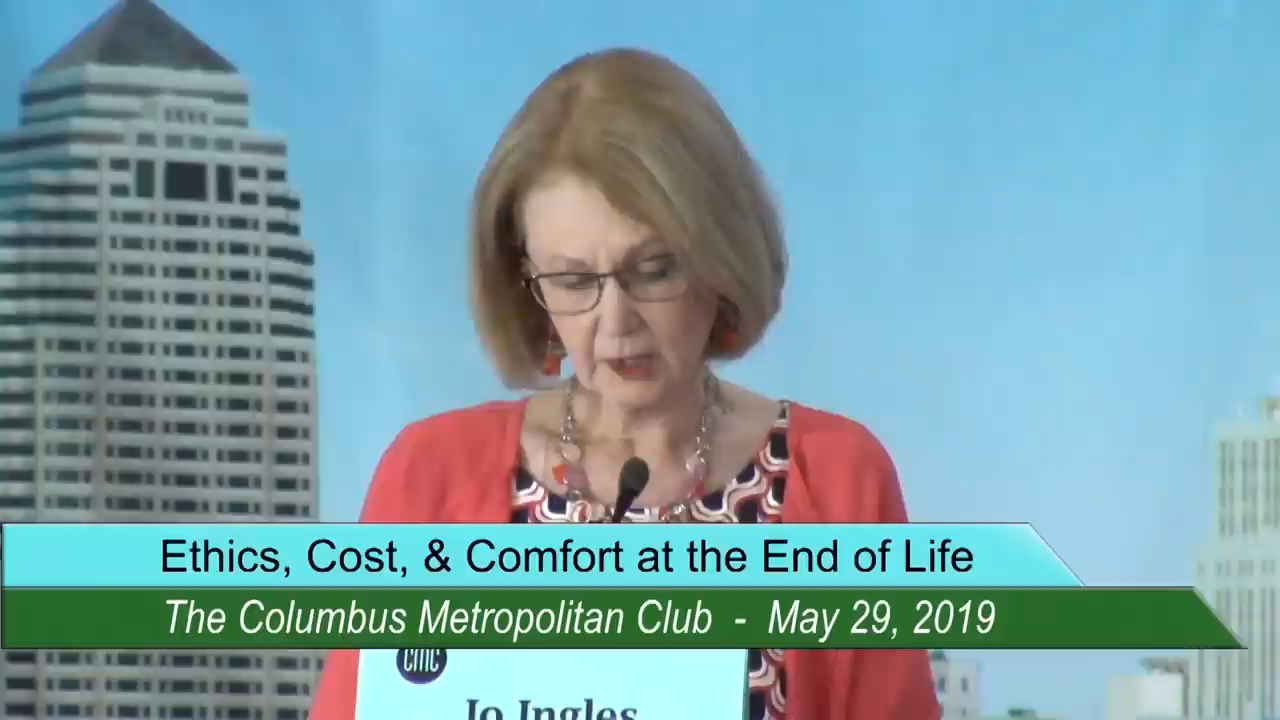 Ethics, Cost, & Comfort at the End of Life
The Columbus Metropolitan Club - May 29, 2019
cmc
Jo Ingles